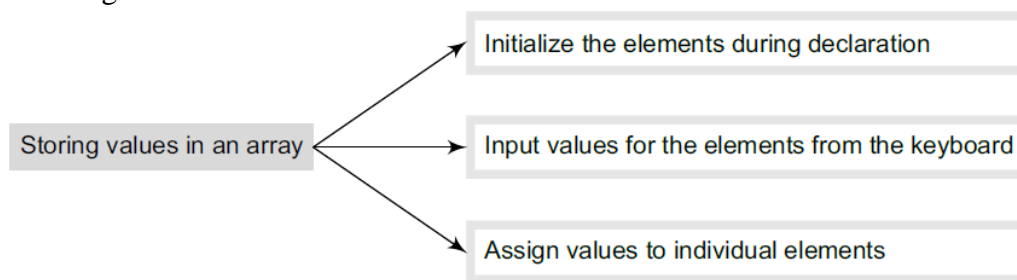 Initialize the elements during declaration
Storing values in an array
Input values for the elements from the keyboard
Assign values to individual elements